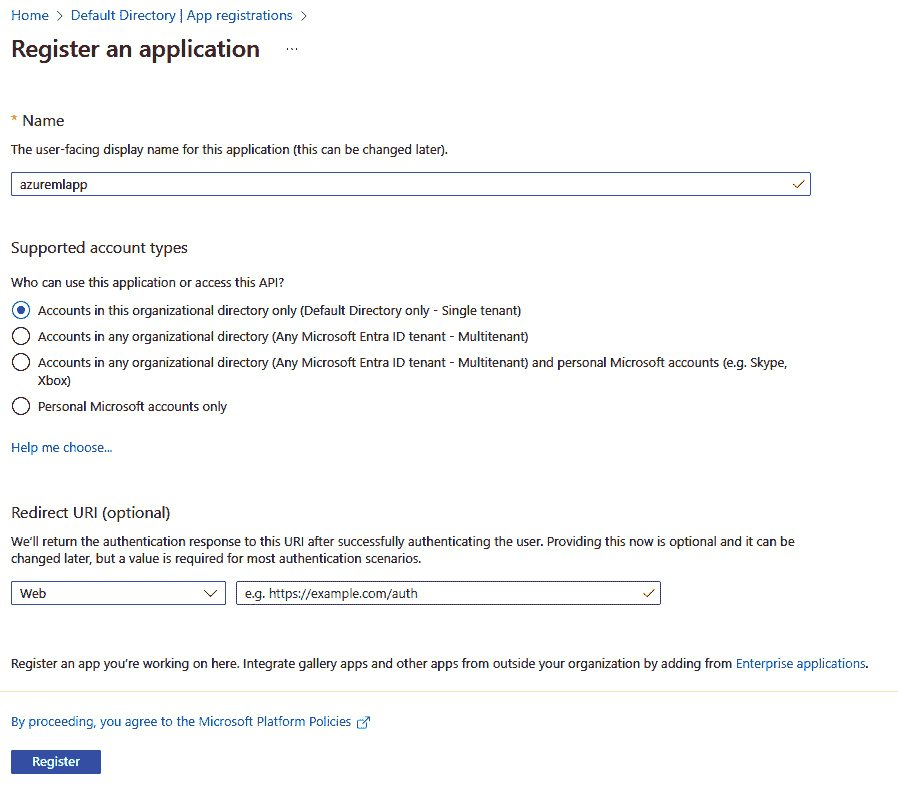 Home > Default Directory | App registrations >
Register an application ...
* Name
The user-facing display name for this application (this can be changed later).
azuremlapp
Supported account types
Who can use this application or access this API?
Accounts in this organizational directory only (Default Directory only - Single tenant)
Accounts in any organizational directory (Any Microsoft Entra ID tenant - Multitenant)
Accounts in any organizational directory (Any Microsoft Entra ID tenant - Multitenant) and personal Microsoft accounts (e.g. Skype,
Xbox)
Personal Microsoft accounts only
Help me choose...
Redirect URI (optional)
We'll return the authentication response to this URI after successfully authenticating the user. Providing this now is optional and it can be
changed later, but a value is required for most authentication scenarios.
Web e.g. https://example.com/auth
Register an app you're working on here. Integrate gallery apps and other apps from outside your organization by adding from Enterprise applications.
By proceeding, you agree to the Microsoft Platform Policies
Register